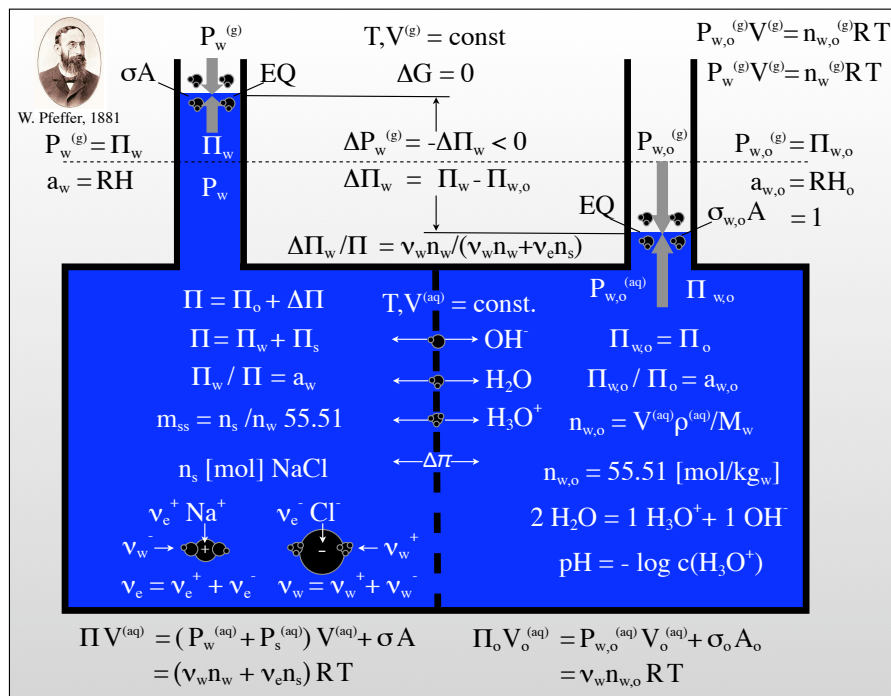 P_w^(g)
T,V^(g) = const
P_w,o^(g)V^(g) = n_w,o^(g)RT
σA
EQ
ΔG = 0
P_w^(g)V^(g) = n_w^(g)RT
W. Pfeffer, 1881
P_w^(g) = Π_w
Π_w
ΔP_w^(g) = -ΔΠ_w < 0
P_w,o^(g)
P_w,o^(g) = Π_w,o
a_w = RH
P_w
ΔΠ_w = Π_w - Π_w,o
a_w,o = RH_o
EQ
σ_w,o A
= 1
ΔΠ_w/Π = ν_w n_w/(ν_w n_w+ν_e n_s)
P_w,o^(aq)
Π_w,o
Π = Π_o + ΔΠ
T,V^(aq) = const.
Π = Π_w + Π_s
OH^-
Π_w,o = Π_o
Π_w / Π = a_w
H_2O
Π_w,o / Π_o = a_w,o
m_ss = n_s / n_w 55.51
H_3O^+
n_w,o = V^(aq)ρ^(aq)/M_w
Δπ
n_s [mol] NaCl
n_w,o = 55.51 [mol/kg_w]
ν_e^+ Na^+
ν_e^- Cl^-
2 H_2O = 1 H_3O^+ + 1 OH^-
ν_w^-
+
-
ν_w^+
pH = - log c(H_3O^+)
ν_e = ν_e^+ + ν_e^-
ν_w = ν_w^+ + ν_w^-
Π V^(aq) = ( P_w^(aq) + P_s^(aq) ) V^(aq) + σ A
= (ν_w n_w + ν_e n_s) RT
Π_o V_o^(aq) = P_w,o^(aq) V_o^(aq) + σ_o A_o
= ν_w n_w,o RT